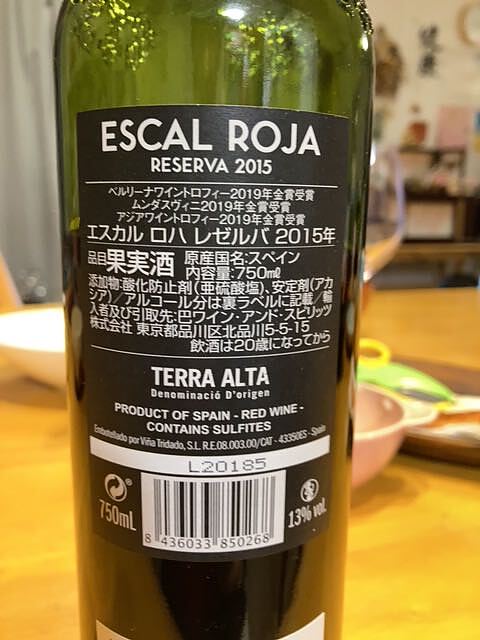 ESCAL ROJA
RESERVA 2015
ベルリーナワイントロフィー2019年金賞受賞
ムンダスヴィニ2019年金賞受賞
アジアワイントロフィー2019年金賞受賞
エスカル ロハ レゼルバ 2015年
品目 果実酒 原産国名:スペイン
内容量:750mℓ
添加物:酸化防止剤(亜硫酸塩)、安定剤(アカ
シア)/アルコール分は裏ラベルに記載/輸
入者及び引取先:巴ワイン・アンド・スピリッツ
株式会社 東京都品川区北品川5-5-15
飲酒は20歳になってから
TERRA ALTA
Denominació D'origen
PRODUCT OF SPAIN - RED WINE -
CONTAINS SULFITES
Embotellado por Viña Tridado, S.L. R.E.08.003.00/CAT - 43350ES - Spain
L20185
750mL
13% vol.
8 436033 850268